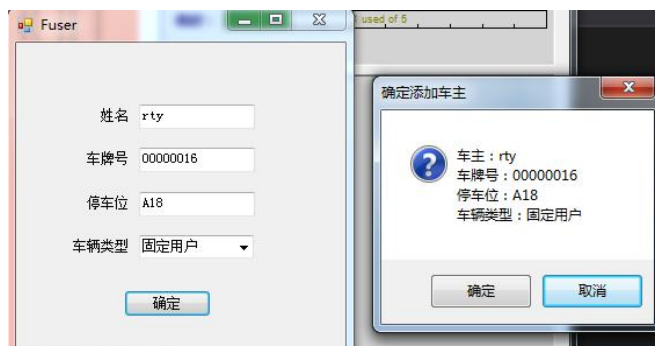 Fuser
used of 5
姓名 rty
车牌号 00000016
停车位 A18
车辆类型 固定用户
确定
确定添加车主
车主：rty
车牌号：00000016
停车位：A18
车辆类型：固定用户
确定 取消